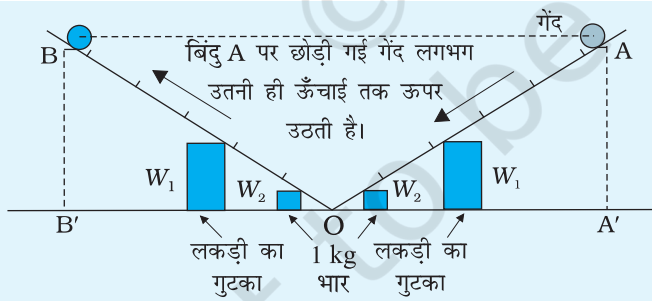 गेंद
B
A
बिंदु A पर छोड़ी गई गेंद लगभग
उतनी ही ऊँचाई तक ऊपर
उठती है।
W₁
W₂
W₂
W₁
B′
O
A′
लकड़ी का
गुटका
1 kg
भार
लकड़ी का
गुटका